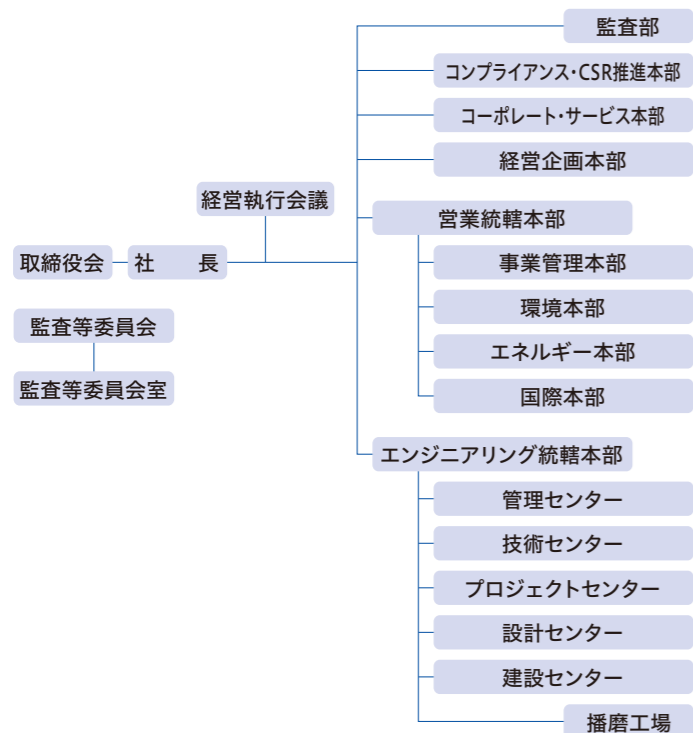 監査部
コンプライアンス・CSR推進本部
コーポレート・サービス本部
経営企画本部
経営執行会議
営業統轄本部
取締役会
社　長
事業管理本部
環境本部
監査等委員会
エネルギー本部
監査等委員会室
国際本部
エンジニアリング統轄本部
管理センター
技術センター
プロジェクトセンター
設計センター
建設センター
播磨工場